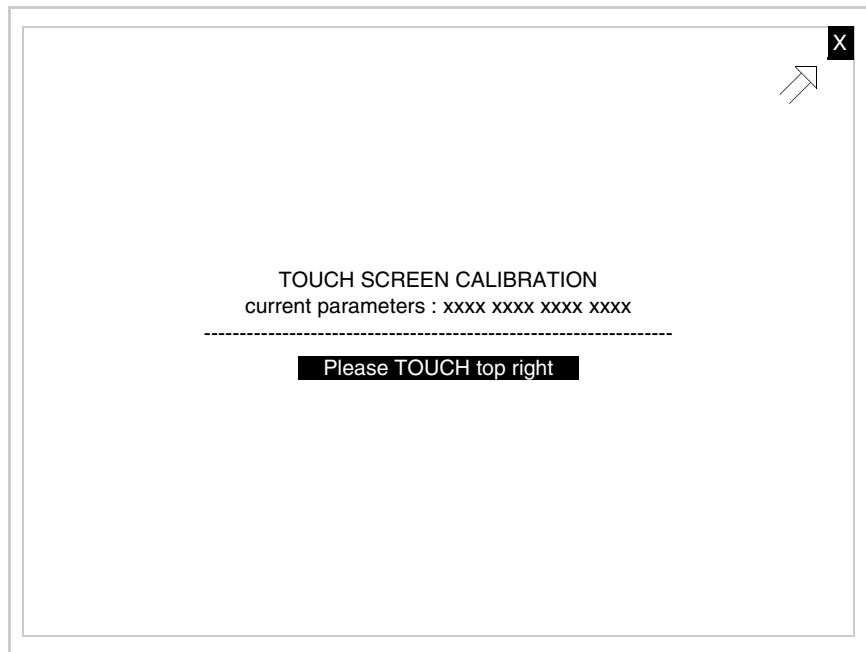 X
TOUCH SCREEN CALIBRATION
current parameters : xxxx xxxx xxxx xxxx
------------------------------------------------------------------
Please TOUCH top right